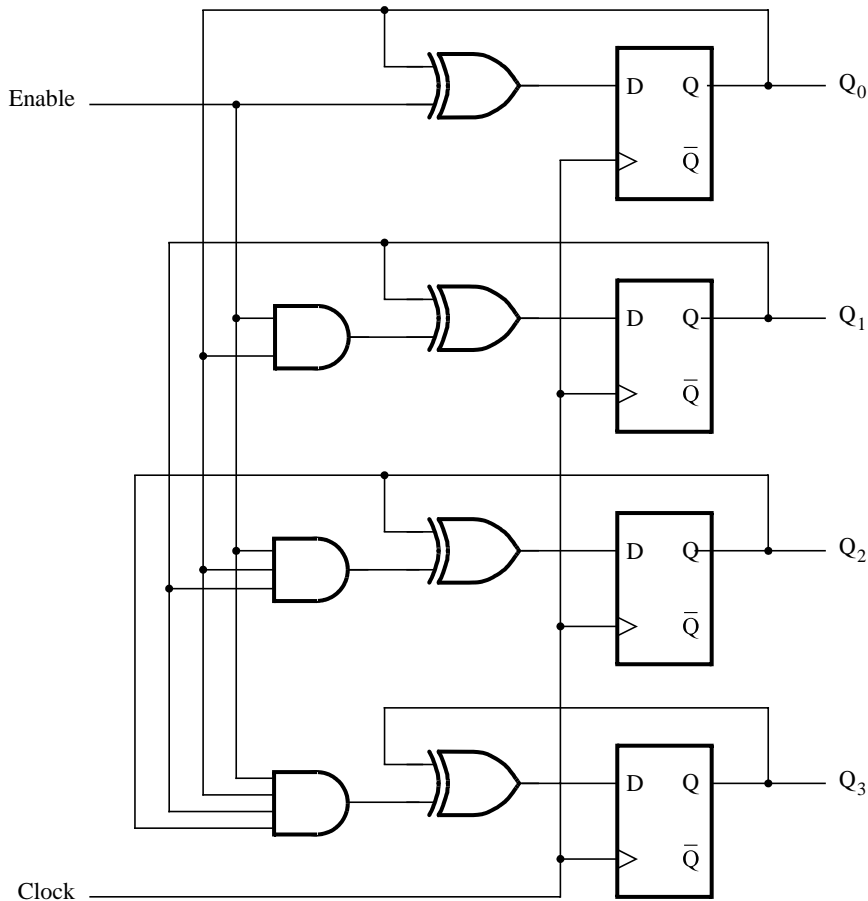 D Q Q₀
Enable
Q̅
D Q Q₁
Q̅
D Q Q₂
Q̅
D Q Q₃
Q̅
Clock